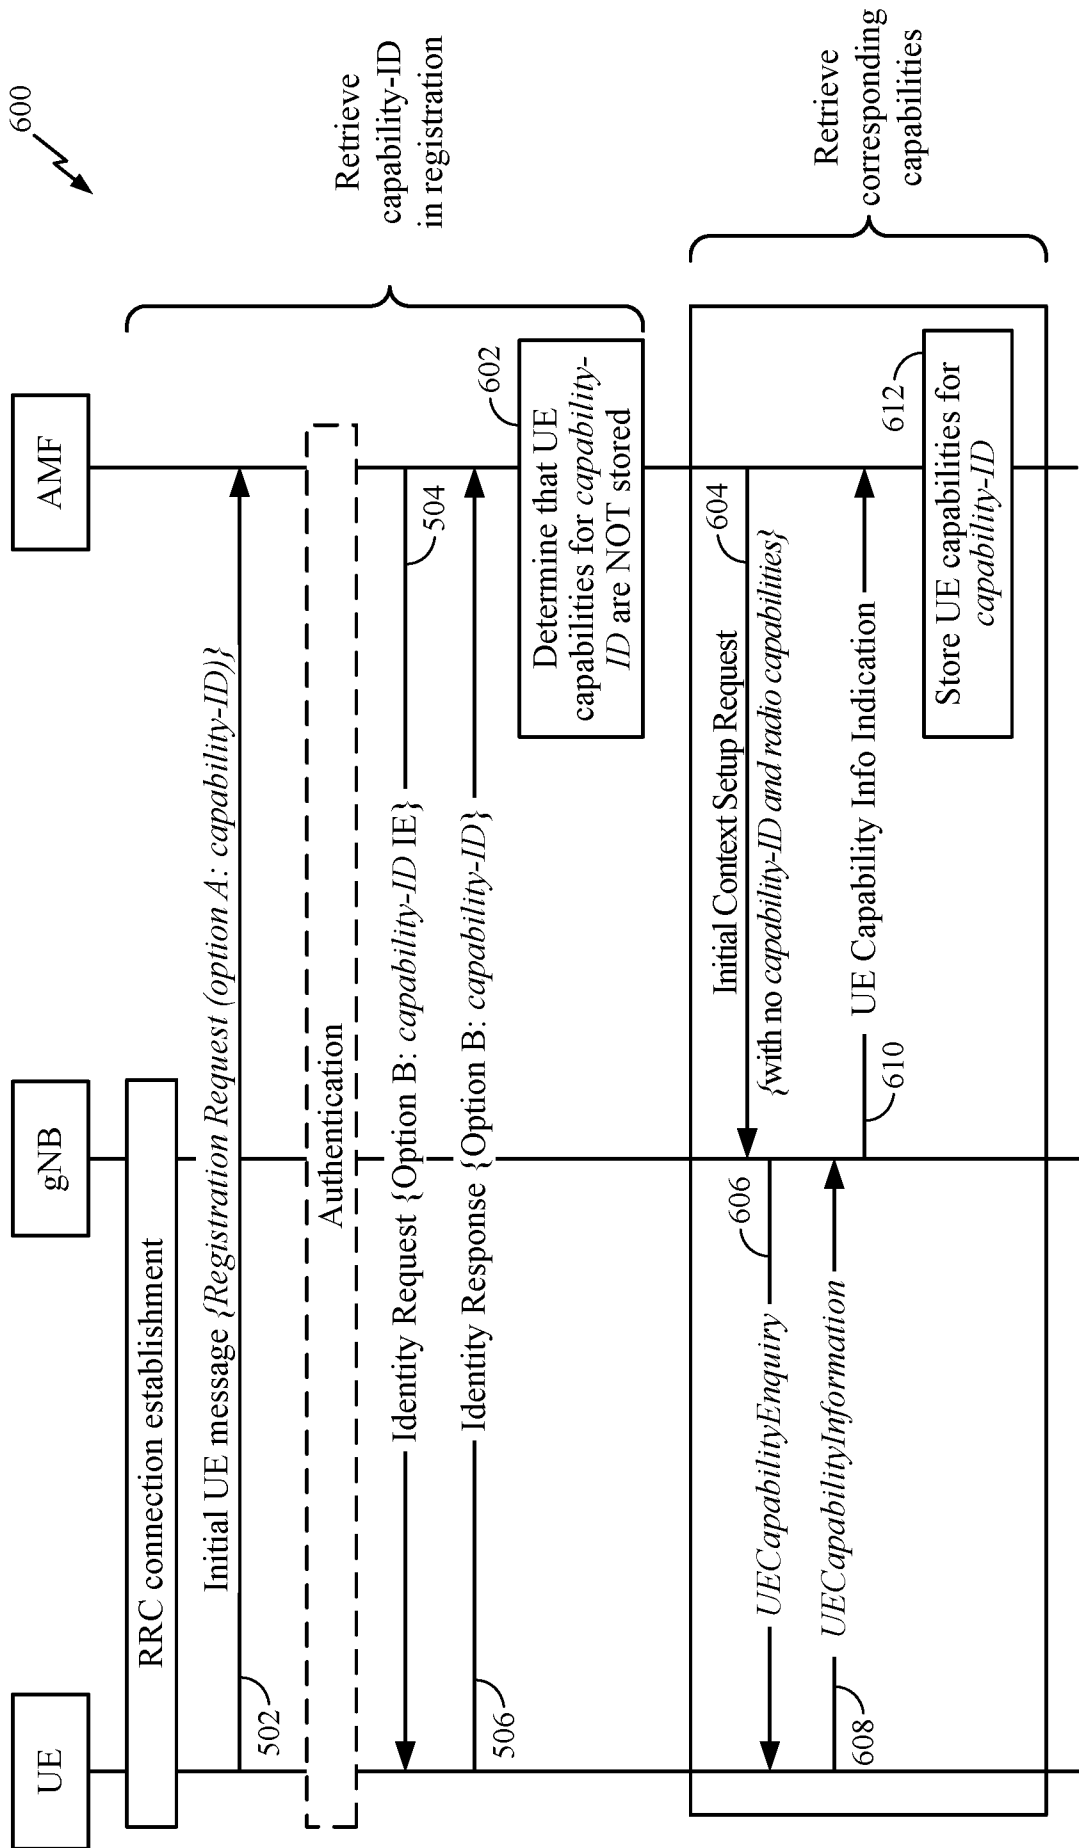 600
UE
gNB
AMF
RRC connection establishment
Initial UE message {Registration Request (option A: capability-ID)}
502
Authentication
Identity Request {Option B: capability-ID IE}
504
Identity Response {Option B: capability-ID}
506
Determine that UE
capabilities for capability-
ID are NOT stored
602
Retrieve
capability-ID
in registration
Initial Context Setup Request
604
{with no capability-ID and radio capabilities}
606
UECapabilityEnquiry
UECapabilityInformation
608
UE Capability Info Indication
610
612
Store UE capabilities for
capability-ID
Retrieve
corresponding
capabilities